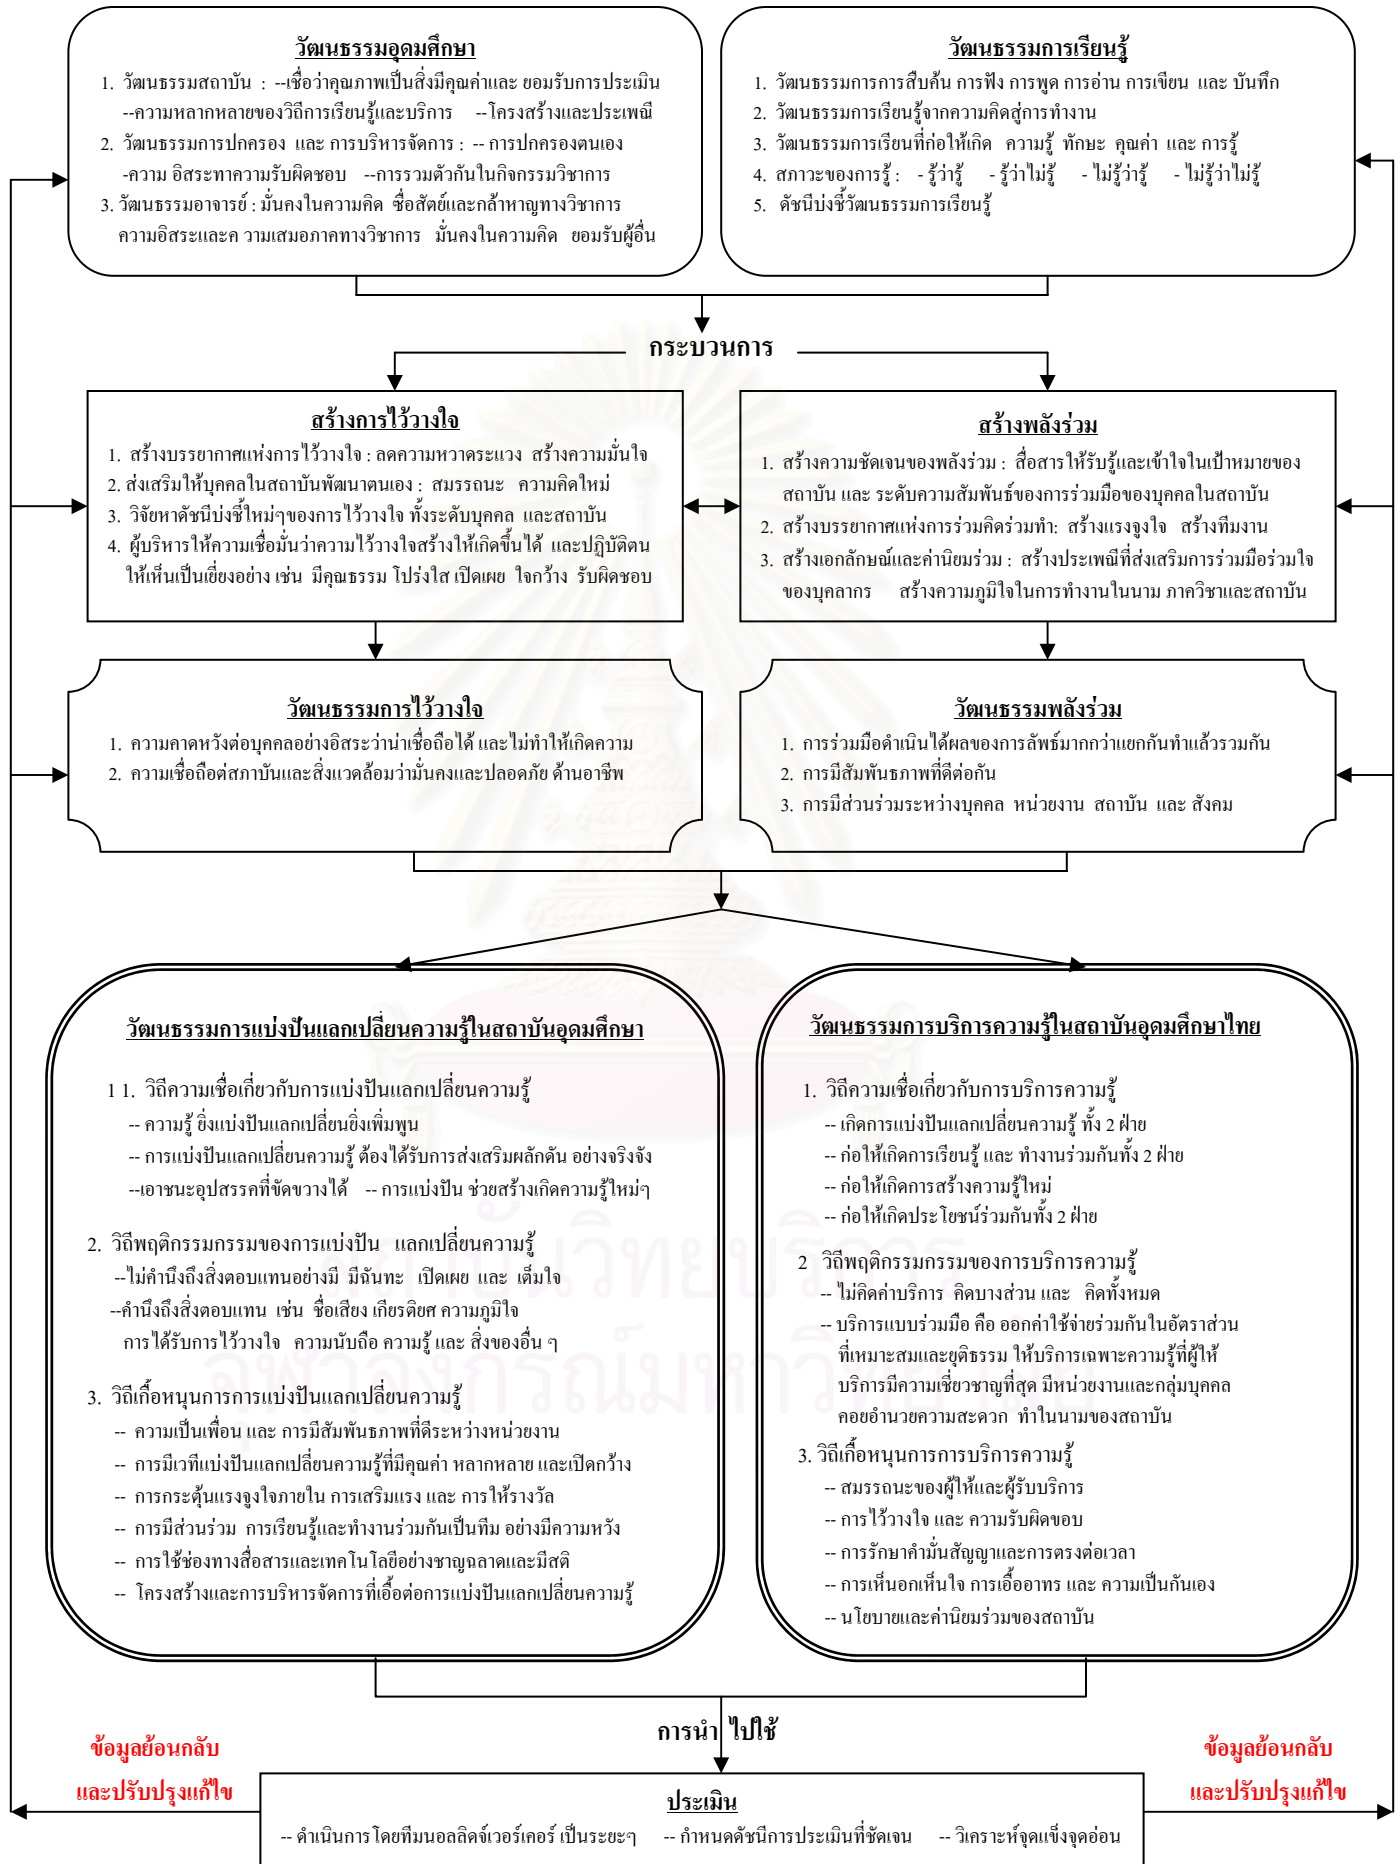 วัฒนธรรมอุดมศึกษา
1. วัฒนธรรมสถาบัน : --เชื่อว่าคุณภาพเป็นสิ่งมีคุณค่าและ ยอมรับการประเมิน
--ความหลากหลายของวิถีการเรียนรู้และบริการ --โครงสร้างและประเพณี
2. วัฒนธรรมการปกครอง และ การบริหารจัดการ : -- การปกครองตนเอง
-ความ อิสระทาความรับผิดชอบ --การรวมตัวกันในกิจกรรมวิชาการ
3. วัฒนธรรมอาจารย์ : มั่นคงในความคิด ซื่อสัตย์และกล้าหาญทางวิชาการ
ความอิสระและค วามเสมอภาคทางวิชาการ มั่นคงในความคิด ยอมรับผู้อื่น
วัฒนธรรมการเรียนรู้
1. วัฒนธรรมการการสืบค้น การฟัง การพูด การอ่าน การเขียน และ บันทึก
2. วัฒนธรรมการเรียนรู้จากความคิดสู่การทำงาน
3. วัฒนธรรมการเรียนที่ก่อให้เกิด ความรู้ ทักษะ คุณค่า และ การรู้
4. สภาวะของการรู้ : - รู้ว่ารู้ - รู้ว่าไม่รู้ - ไม่รู้ว่ารู้ - ไม่รู้ว่าไม่รู้
5. ดัชนีบ่งชี้วัฒนธรรมการเรียนรู้
กระบวนการ
สร้างการไว้วางใจ
1. สร้างบรรยากาศแห่งการไว้วางใจ : ลดความหวาดระแวง สร้างความมั่นใจ
2. ส่งเสริมให้บุคคลในสถาบันพัฒนาตนเอง : สมรรถนะ ความคิดใหม่
3. วิจัยหาดัชนีบ่งชี้ใหม่ๆของการไว้วางใจ ทั้งระดับบุคคล และสถาบัน
4. ผู้บริหารให้ความเชื่อมั่นว่าความไว้วางใจสร้างให้เกิดขึ้นได้ และปฏิบัติตน
ให้เห็นเป็นเยี่ยงอย่าง เช่น มีคุณธรรม โปร่งใส เปิดเผย ใจกว้าง รับผิดชอบ
สร้างพลังร่วม
1. สร้างความชัดเจนของพลังร่วม : สื่อสารให้รับรู้และเข้าใจในเป้าหมายของ
สถาบัน และ ระดับความสัมพันธ์ของการร่วมมือของบุคคลในสถาบัน
2. สร้างบรรยากาศแห่งการร่วมคิดร่วมทำ: สร้างแรงจูงใจ สร้างทีมงาน
3. สร้างเอกลักษณ์และค่านิยมร่วม : สร้างประเพณีที่ส่งเสริมการร่วมมือร่วมใจ
ของบุคลากร สร้างความภูมิใจในการทำงานในนาม ภาควิชาและสถาบัน
วัฒนธรรมการไว้วางใจ
1. ความคาดหวังต่อบุคคลอย่างอิสระว่าน่าเชื่อถือได้ และไม่ทำให้เกิดความ
2. ความเชื่อถือต่สภาบันและสิ่งแวดล้อมว่ามั่นคงและปลอดภัย ด้านอาชีพ
วัฒนธรรมพลังร่วม
1. การร่วมมือดำเนินได้ผลของการลัพธ์มากกว่าแยกกันทำแล้วรวมกัน
2. การมีสัมพันธภาพที่ดีต่อกัน
3. การมีส่วนร่วมระหว่างบุคคล หน่วยงาน สถาบัน และ สังคม
วัฒนธรรมการแบ่งปันแลกเปลี่ยนความรู้ในสถาบันอุดมศึกษา
1 1. วิถีความเชื่อเกี่ยวกับการแบ่งปันแลกเปลี่ยนความรู้
-- ความรู้ ยิ่งแบ่งปันแลกเปลี่ยนยิ่งเพิ่มพูน
-- การแบ่งปันแลกเปลี่ยนความรู้ ต้องได้รับการส่งเสริมผลักดัน อย่างจริงจัง
--เอาชนะอุปสรรคที่ขัดขวางได้ -- การแบ่งปัน ช่วยสร้างเกิดความรู้ใหม่ๆ
2. วิถีพฤติกรรมกรรมของการแบ่งปัน แลกเปลี่ยนความรู้
--ไม่คำนึงถึงสิ่งตอบแทนอย่างมี มีฉันทะ เปิดเผย และ เต็มใจ
--คำนึงถึงสิ่งตอบแทน เช่น ชื่อเสียง เกียรติยศ ความภูมิใจ
การได้รับการไว้วางใจ ความนับถือ ความรู้ และ สิ่งของอื่น ๆ
3. วิถีเกื้อหนุนการการแบ่งปันแลกเปลี่ยนความรู้
-- ความเป็นเพื่อน และ การมีสัมพันธภาพที่ดีระหว่างหน่วยงาน
-- การมีเวทีแบ่งปันแลกเปลี่ยนความรู้ที่มีคุณค่า หลากหลาย และเปิดกว้าง
-- การกระตุ้นแรงจูงใจภายใน การเสริมแรง และ การให้รางวัล
-- การมีส่วนร่วม การเรียนรู้และทำงานร่วมกันเป็นทีม อย่างมีความหวัง
-- การใช้ช่องทางสื่อสารและเทคโนโลยีอย่างชาญฉลาดและมีสติ
-- โครงสร้างและการบริหารจัดการที่เอื้อต่อการแบ่งปันแลกเปลี่ยนความรู้
วัฒนธรรมการบริการความรู้ในสถาบันอุดมศึกษาไทย
1. วิถีความเชื่อเกี่ยวกับการบริการความรู้
-- เกิดการแบ่งปันแลกเปลี่ยนความรู้ ทั้ง 2 ฝ่าย
-- ก่อให้เกิดการเรียนรู้ และ ทำงานร่วมกันทั้ง 2 ฝ่าย
-- ก่อให้เกิดการสร้างความรู้ใหม่
-- ก่อให้เกิดประโยชน์ร่วมกันทั้ง 2 ฝ่าย
2 วิถีพฤติกรรมกรรมของการบริการความรู้
-- ไม่คิดค่าบริการ คิดบางส่วน และ คิดทั้งหมด
-- บริการแบบร่วมมือ คือ ออกค่าใช้จ่ายร่วมกันในอัตราส่วน
ที่เหมาะสมและยุติธรรม ให้บริการเฉพาะความรู้ที่ผู้ให้
บริการมีความเชี่ยวชาญที่สุด มีหน่วยงานและกลุ่มบุคคล
คอยอำนวยความสะดวก ทำในนามของสถาบัน
3. วิถีเกื้อหนุนการการบริการความรู้
-- สมรรถนะของผู้ให้และผู้รับบริการ
-- การไว้วางใจ และ ความรับผิดขอบ
-- การรักษาคำมั่นสัญญาและการตรงต่อเวลา
-- การเห็นอกเห็นใจ การเอื้ออาทร และ ความเป็นกันเอง
-- นโยบายและค่านิยมร่วมของสถาบัน
สถาบันวิทยบริการ
จุฬาลงกรณ์มหาวิทยาลัย
การนำ ไปใช้
ข้อมูลย้อนกลับ
และปรับปรุงแก้ไข
ข้อมูลย้อนกลับ
และปรับปรุงแก้ไข
ประเมิน
-- ดำเนินการโดยทีมนอลลิดจ์เวอร์เคอร์ เป็นระยะๆ -- กำหนดดัชนีการประเมินที่ชัดเจน -- วิเคราะห์จุดแข็งจุดอ่อน